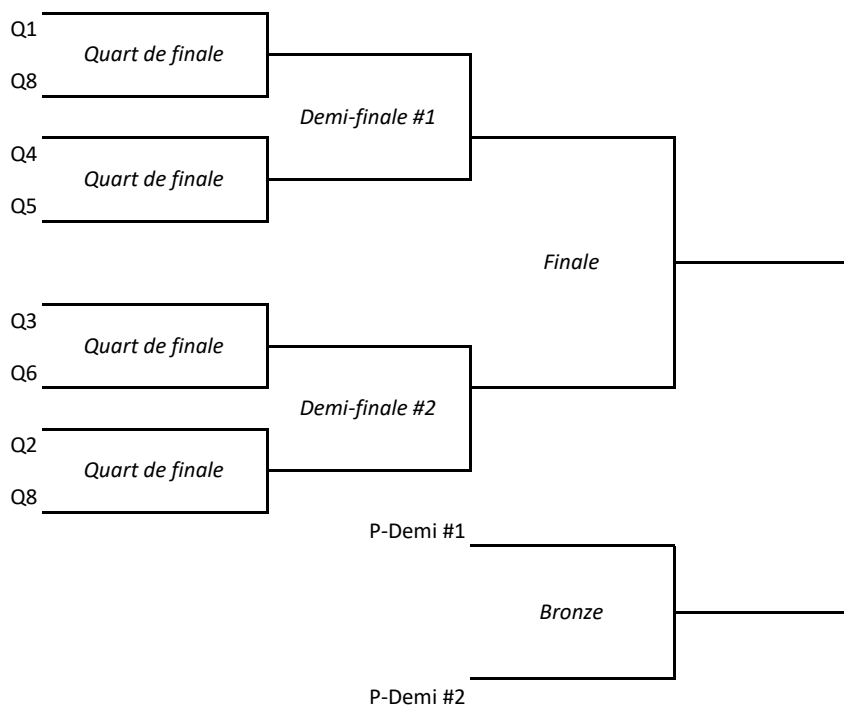 Q1
Quart de finale
Q8
Demi-finale #1
Q4
Quart de finale
Q5
Finale
Q3
Quart de finale
Q6
Demi-finale #2
Q2
Quart de finale
Q8
P-Demi #1
Bronze
P-Demi #2